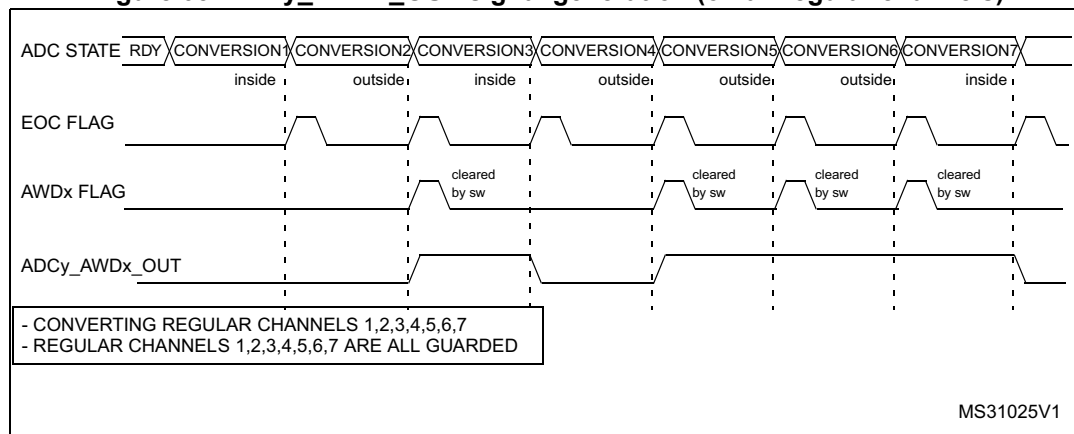 ADC STATE RDY CONVERSION1 CONVERSION2 CONVERSION3 CONVERSION4 CONVERSION5 CONVERSION6 CONVERSION7
inside outside inside outside outside outside inside
EOC FLAG
AWDx FLAG
cleared by sw
cleared by sw
cleared by sw
cleared by sw
ADCy_AWDx_OUT
- CONVERTING REGULAR CHANNELS 1,2,3,4,5,6,7
- REGULAR CHANNELS 1,2,3,4,5,6,7 ARE ALL GUARDED
MS31025V1